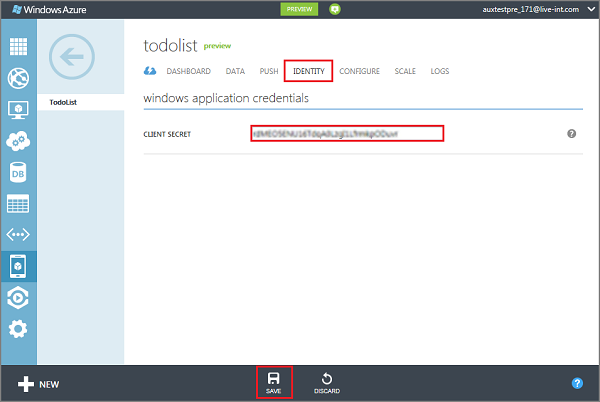 Windows Azure PREVIEW auxtestpre_171@live-int.com
todolist preview
DASHBOARD DATA PUSH IDENTITY CONFIGURE SCALE LOGS
TodoList
windows application credentials
CLIENT SECRET ?
DB
NEW SAVE DISCARD ?